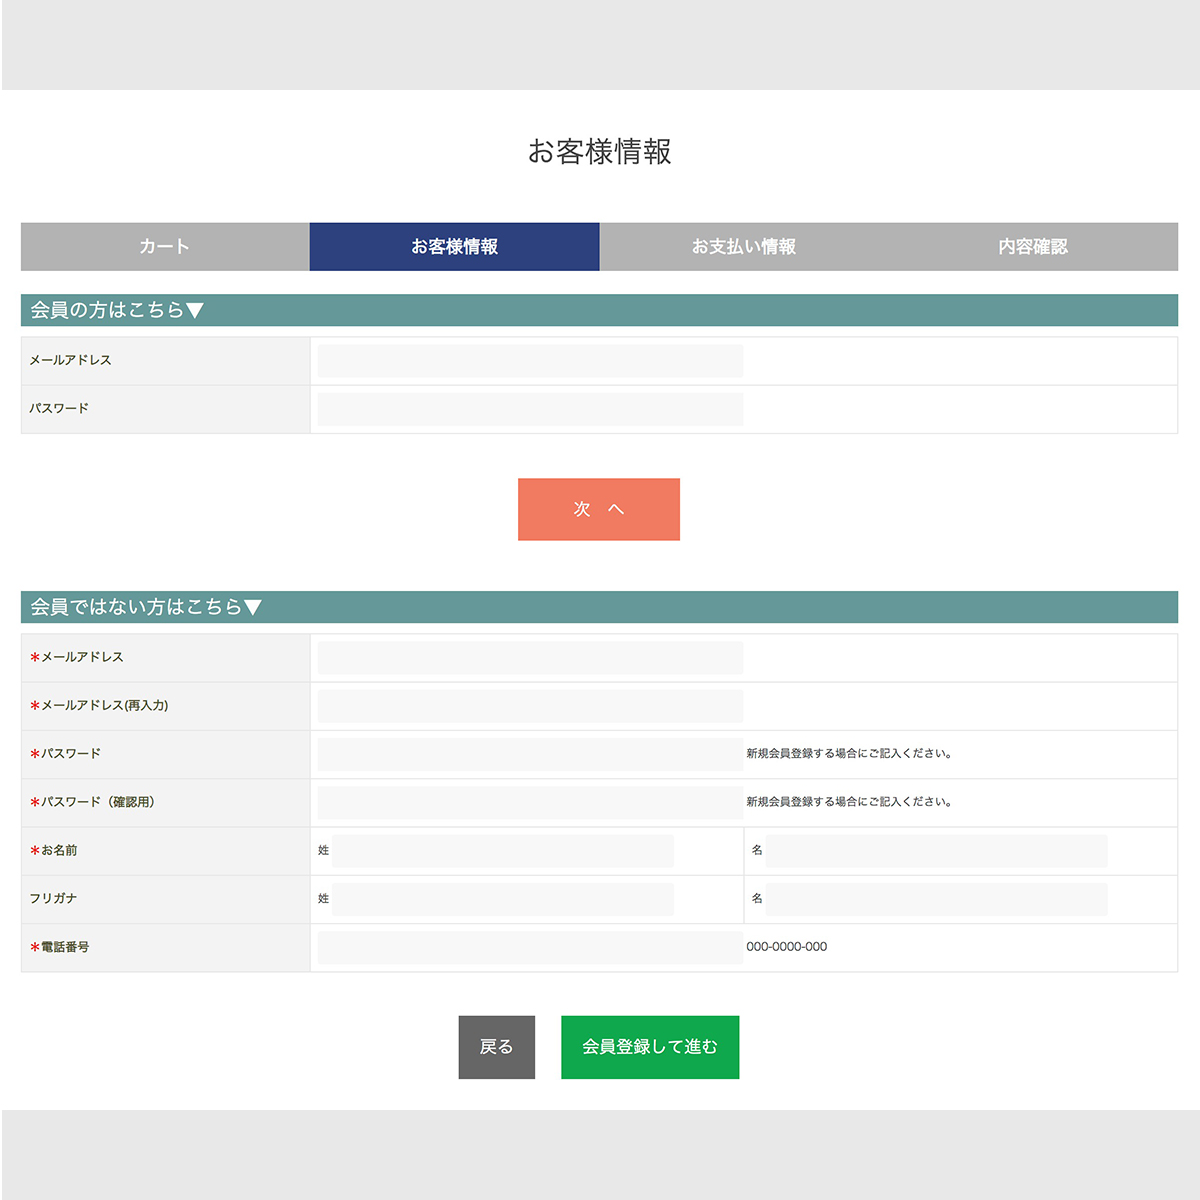 お客様情報
カート お客様情報 お支払い情報 内容確認
会員の方はこちら▼
メールアドレス
パスワード
次　へ
会員ではない方はこちら▼
*メールアドレス
*メールアドレス(再入力)
*パスワード 新規会員登録する場合にご記入ください。
*パスワード（確認用） 新規会員登録する場合にご記入ください。
*お名前 姓 名
フリガナ 姓 名
*電話番号 000-0000-000
戻る 会員登録して進む